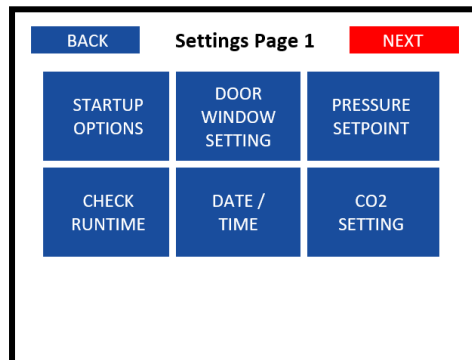 BACK Settings Page 1 NEXT
STARTUP
OPTIONS
DOOR
WINDOW
SETTING
PRESSURE
SETPOINT
CHECK
RUNTIME
DATE /
TIME
CO2
SETTING